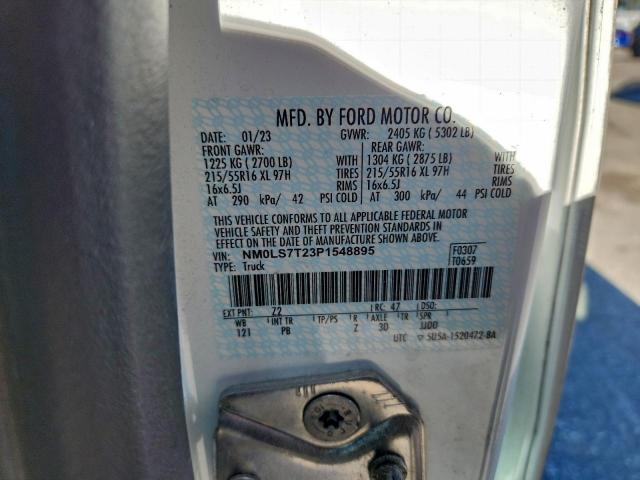 MFD. BY FORD MOTOR CO.
DATE: 01/23 GVWR: 2405 KG ( 5302 LB)
FRONT GAWR: REAR GAWR:
1225 KG ( 2700 LB) WITH 1304 KG ( 2875 LB) WITH
215/55R16 XL 97H TIRES 215/55R16 XL 97H TIRES
16x6.5J RIMS 16x6.5J RIMS
AT 290 kPa/ 42 PSI COLD AT 300 kPa/ 44 PSI COLD
THIS VEHICLE CONFORMS TO ALL APPLICABLE FEDERAL MOTOR
VEHICLE SAFETY AND THEFT PREVENTION STANDARDS IN
EFFECT ON THE DATE OF MANUFACTURE SHOWN ABOVE.
VIN: NM0LS7T23P1548895 F0307
TYPE: Truck T0659
EXT PNT: Z2 RC: 47 DSO:
WB INT TR TP/PS R AXLE TR SPR
121 PB Z 3D JJDD
UTC ▽ 5U5A-1520472-BA